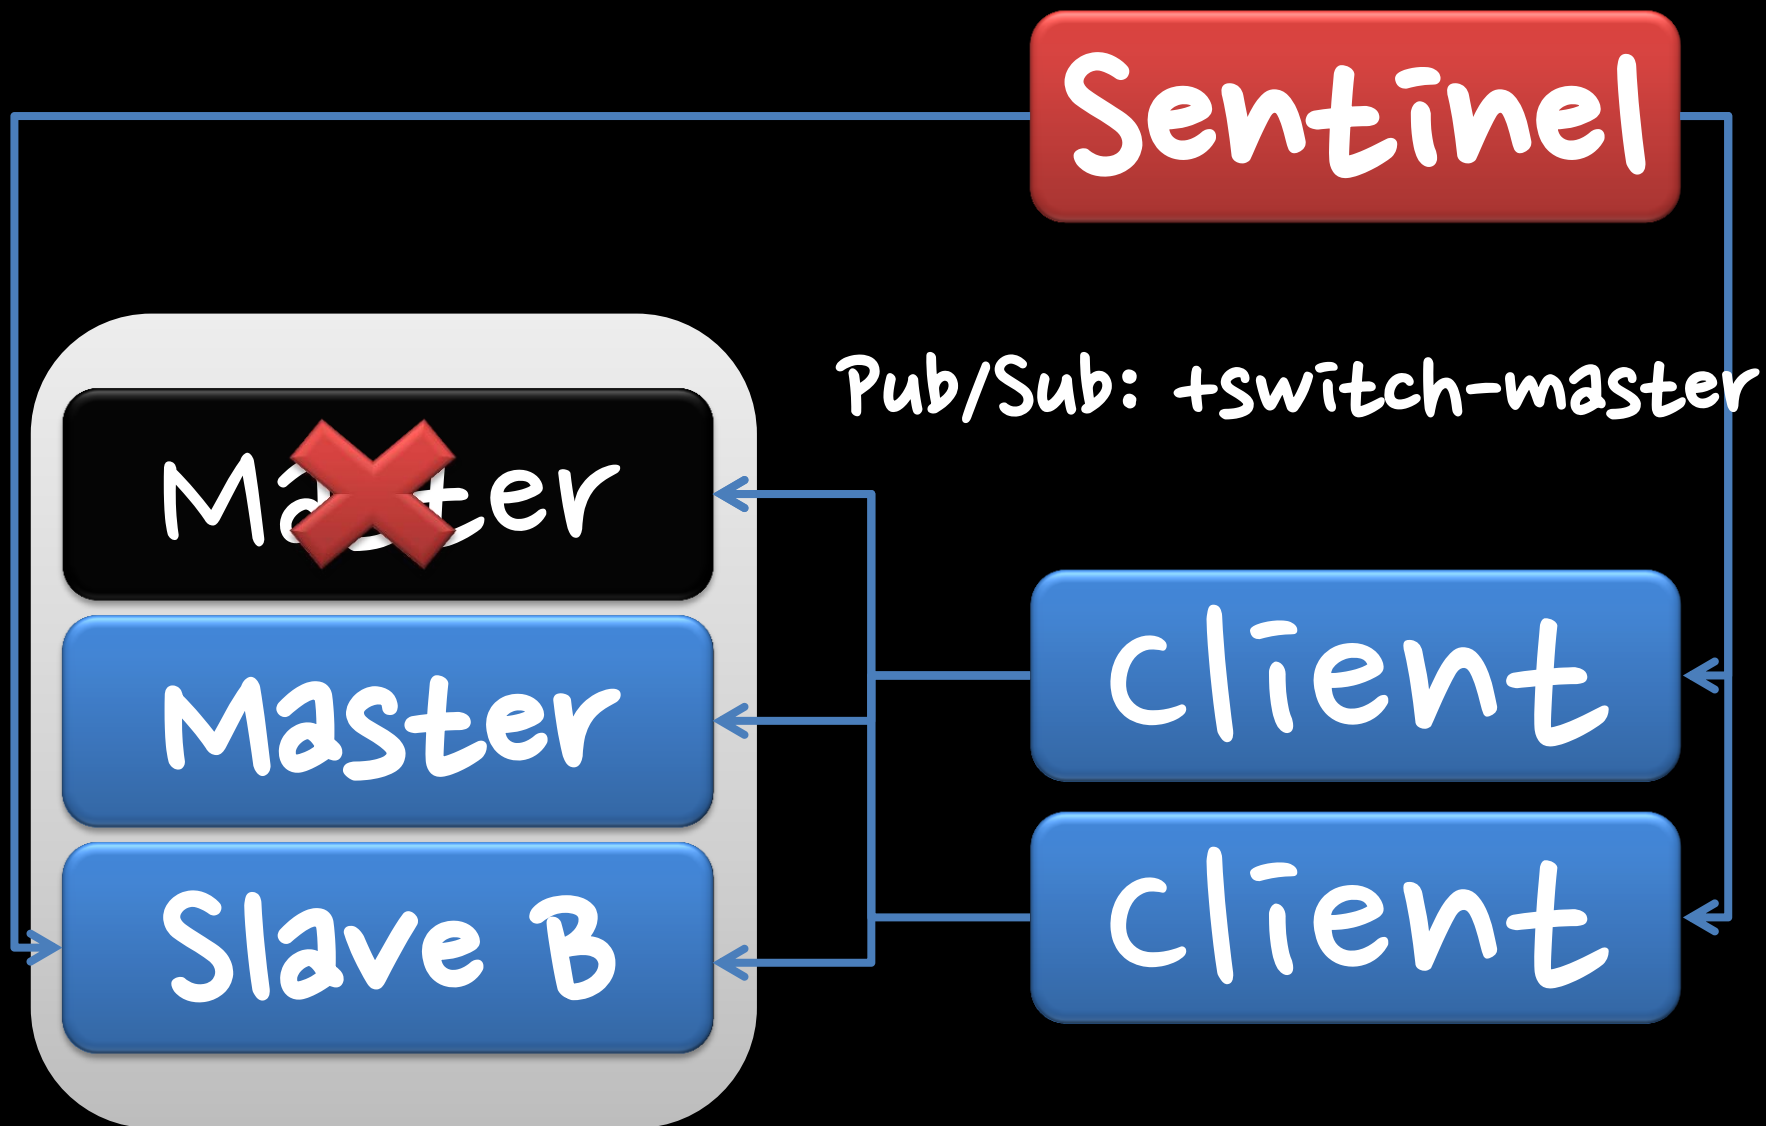 Sentinel
Pub/Sub: +switch-master
Master
Master
Slave B
client
client